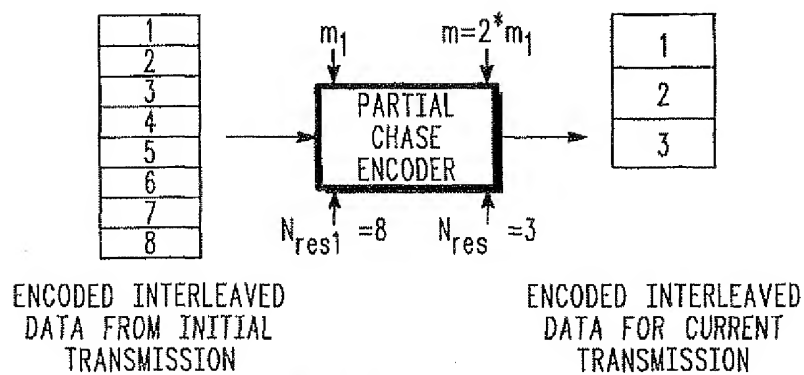 1
2
3
4
5
6
7
8
m1
m=2*m1
PARTIAL
CHASE
ENCODER
Nres1 =8
Nres =3
1
2
3
ENCODED INTERLEAVED
DATA FROM INITIAL
TRANSMISSION
ENCODED INTERLEAVED
DATA FOR CURRENT
TRANSMISSION